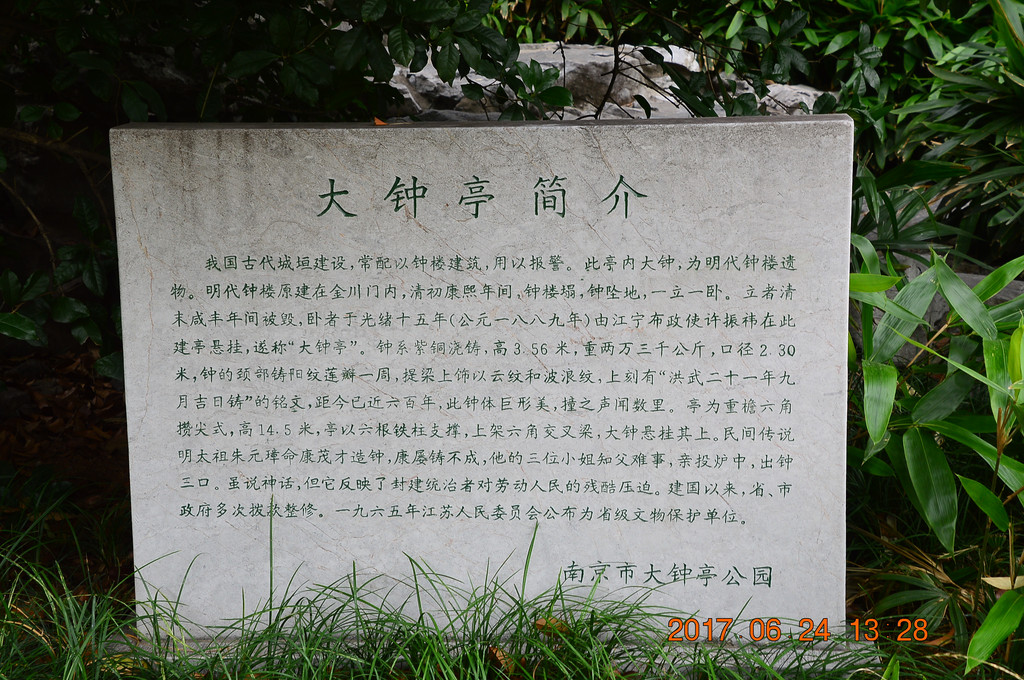 大钟亭简介
我国古代城垣建设，常配以钟楼建筑，用以报警。此亭内大钟，为明代钟楼遗
物。明代钟楼原建在金川门内，清初康熙年间，钟楼塌，钟坠地，一立一卧。立者清
末咸丰年间被毁，卧者于光绪十五年(公元一八八九年)由江宁布政使许振祎在此
建亭悬挂，遂称“大钟亭”。钟系紫铜浇铸，高3.56米，重两万三千公斤，口径2.30
米，钟的颈部铸阳纹莲瓣一周，提梁上饰以云纹和波浪纹，上刻有“洪武二十一年九
月吉日铸”的铭文，距今已近六百年，此钟体巨形美，撞之声闻数里。亭为重檐六角
攒尖式，高14.5米，亭以六根铁柱支撑，上架六角交叉梁，大钟悬挂其上。民间传说
明太祖朱元璋命康茂才造钟，康屡铸不成，他的三位小姐知父难事，亲投炉中，出钟
三口。虽说神话，但它反映了封建统治者对劳动人民的残酷压迫。建国以来，省、市
政府多次拨款整修。一九六五年江苏人民委员会公布为省级文物保护单位。
南京市大钟亭公园
2017 06 24 13 28